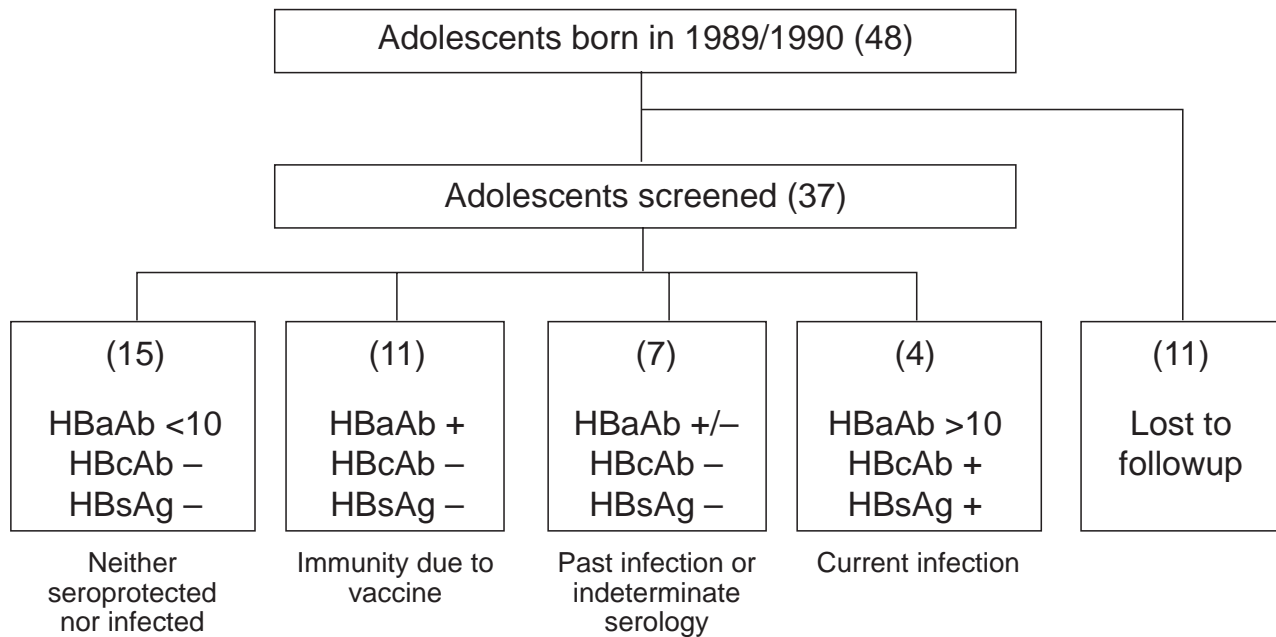 Adolescents born in 1989/1990 (48)
Adolescents screened (37)
(15)
HBaAb <10
HBcAb –
HBsAg –
Neither
seroprotected
nor infected
(11)
HBaAb +
HBcAb –
HBsAg –
Immunity due to
vaccine
(7)
HBaAb +/–
HBcAb –
HBsAg –
Past infection or
indeterminate
serology
(4)
HBaAb >10
HBcAb +
HBsAg +
Current infection
(11)
Lost to
followup